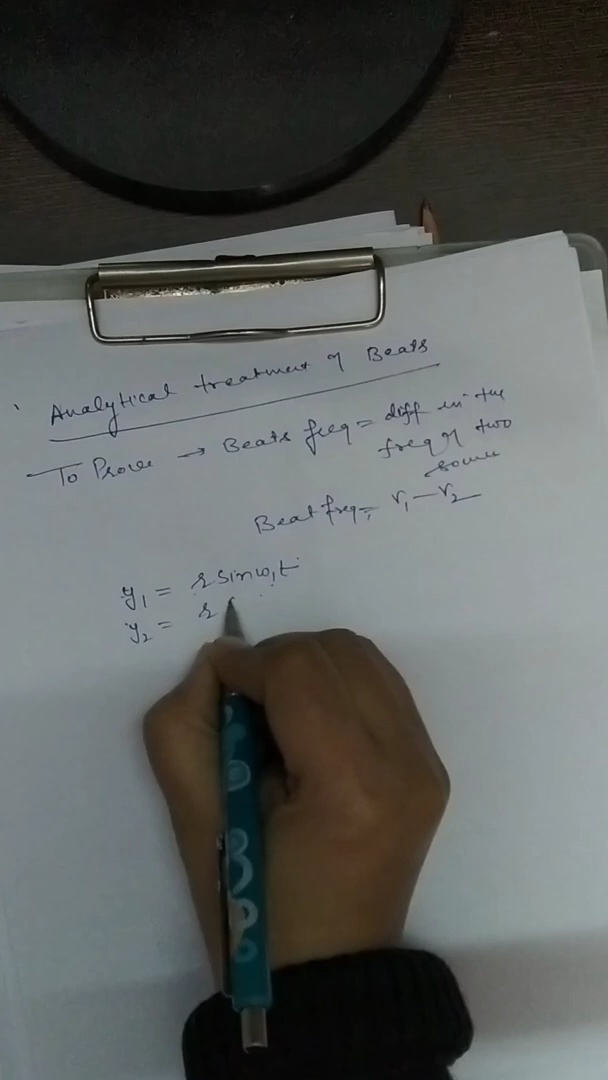 Analytical treatment of Beats
To Prove → Beats freq = diff in the
freq of two
source
Beat freq = ν₁ − ν₂
y₁ = r sin ω₁t
y₂ = r